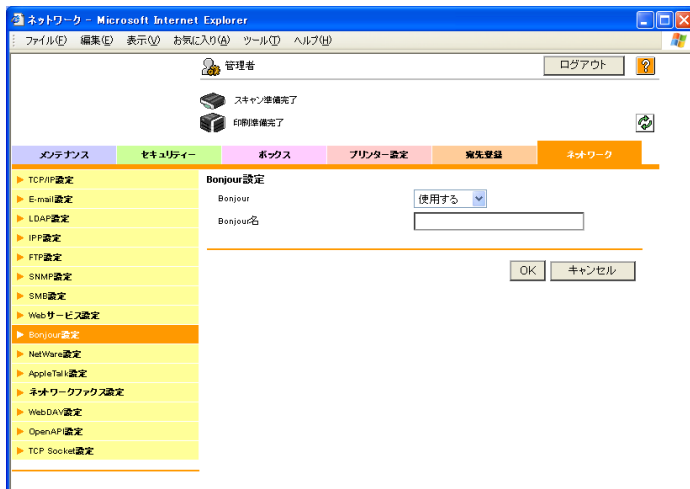 ネットワーク - Microsoft Internet Explorer
ファイル(F) 編集(E) 表示(V) お気に入り(A) ツール(T) ヘルプ(H)
管理者 ログアウト ?
スキャン準備完了
印刷準備完了
メンテナンス セキュリティー ボックス プリンター設定 宛先登録 ネットワーク
TCP/IP設定
E-mail設定
LDAP設定
IPP設定
FTP設定
SNMP設定
SMB設定
Webサービス設定
Bonjour設定
NetWare設定
AppleTalk設定
ネットワークファクス設定
WebDAV設定
OpenAPI設定
TCP Socket設定
Bonjour設定
Bonjour 使用する
Bonjour名
OK キャンセル